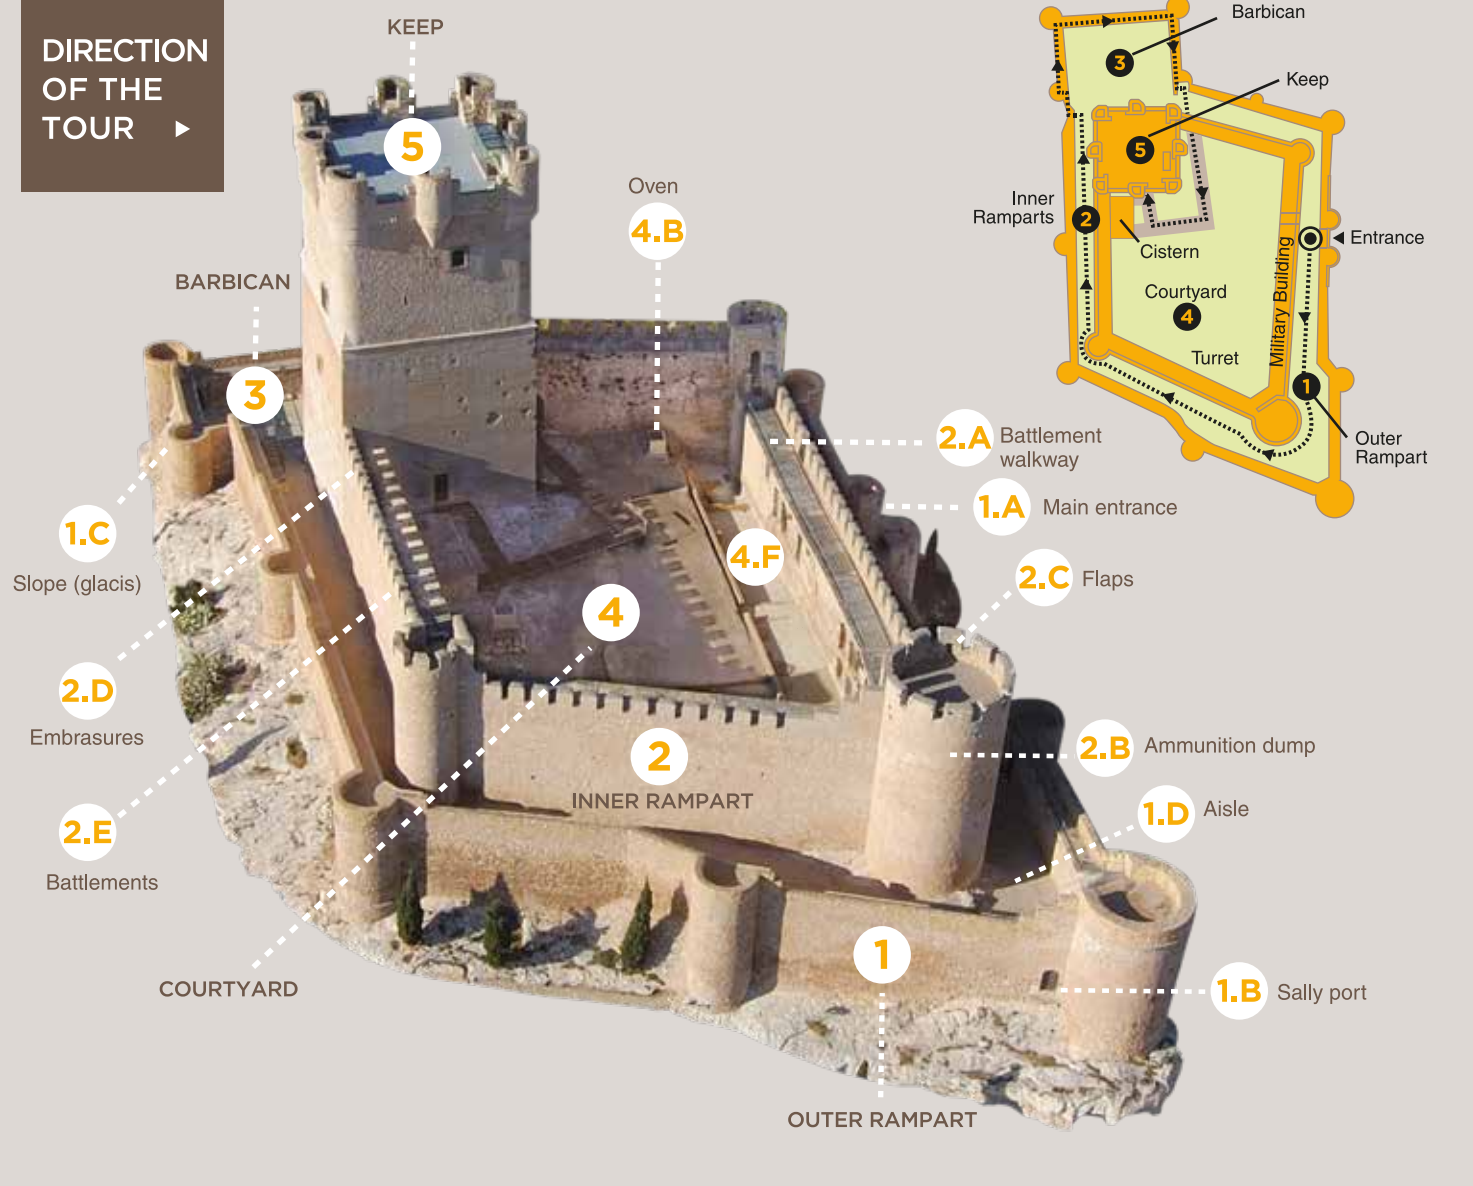 DIRECTION
OF THE
TOUR
KEEP
5
Oven
4.B
BARBICAN
3
2.A
Battlement
walkway
1.A
Main entrance
1.C
Slope (glacis)
4.F
2.C
Flaps
4
2.D
Embrasures
2
INNER RAMPART
2.B
Ammunition dump
1.D
Aisle
2.E
Battlements
1
COURTYARD
1.B
Sally port
OUTER RAMPART
Barbican
3
Keep
5
Inner
Ramparts
2
Cistern
Entrance
Courtyard
4
Military Building
Turret
1
Outer
Rampart